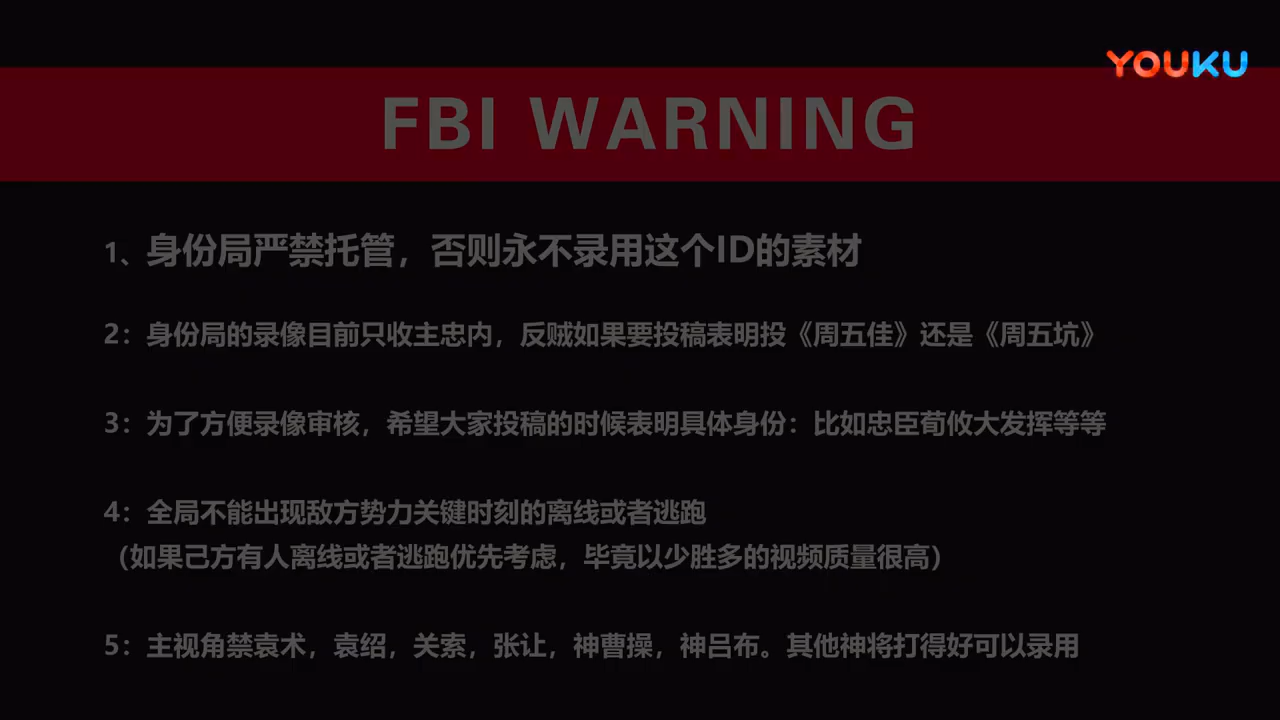 YOUKU
FBI WARNING
1、身份局严禁托管，否则永不录用这个ID的素材
2：身份局的录像目前只收主忠内，反贼如果要投稿表明投《周五佳》还是《周五坑》
3：为了方便录像审核，希望大家投稿的时候表明具体身份：比如忠臣荀攸大发挥等等
4：全局不能出现敌方势力关键时刻的离线或者逃跑
（如果己方有人离线或者逃跑优先考虑，毕竟以少胜多的视频质量很高）
5：主视角禁袁术，袁绍，关索，张让，神曹操，神吕布。其他神将打得好可以录用